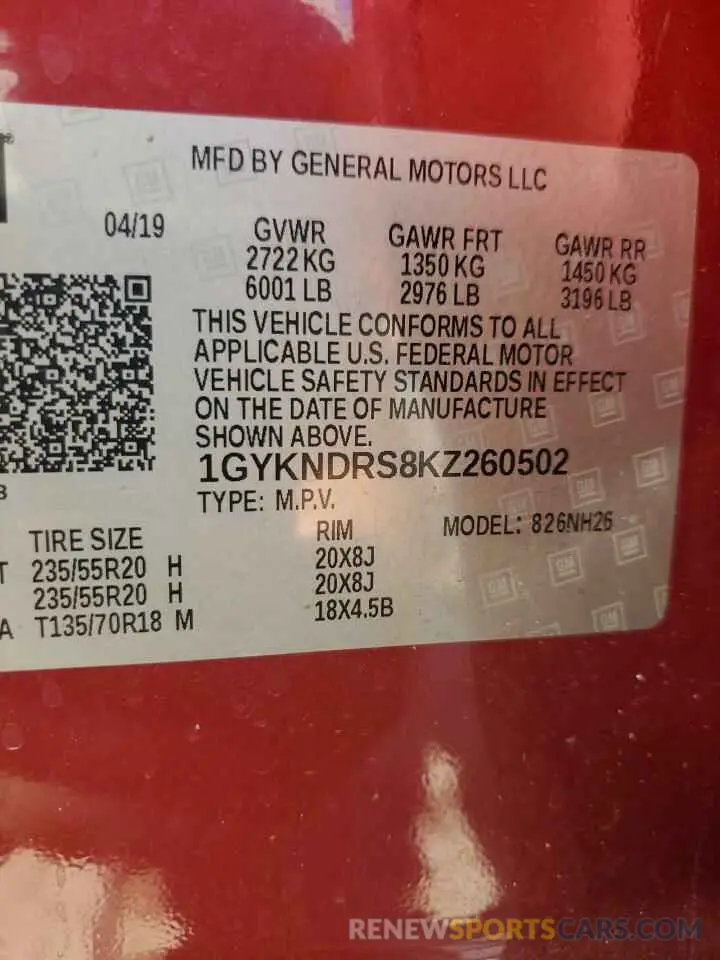 MFD BY GENERAL MOTORS LLC
04/19
GVWR GAWR FRT GAWR RR
2722 KG 1350 KG 1450 KG
6001 LB 2976 LB 3196 LB
THIS VEHICLE CONFORMS TO ALL
APPLICABLE U.S. FEDERAL MOTOR
VEHICLE SAFETY STANDARDS IN EFFECT
ON THE DATE OF MANUFACTURE
SHOWN ABOVE.
1GYKNDRS8KZ260502
TYPE: M.P.V. MODEL: 826NH26
TIRE SIZE RIM
T 235/55R20 H 20X8J
235/55R20 H 20X8J
A T135/70R18 M 18X4.5B
RENEWSPORTSCARS.COM